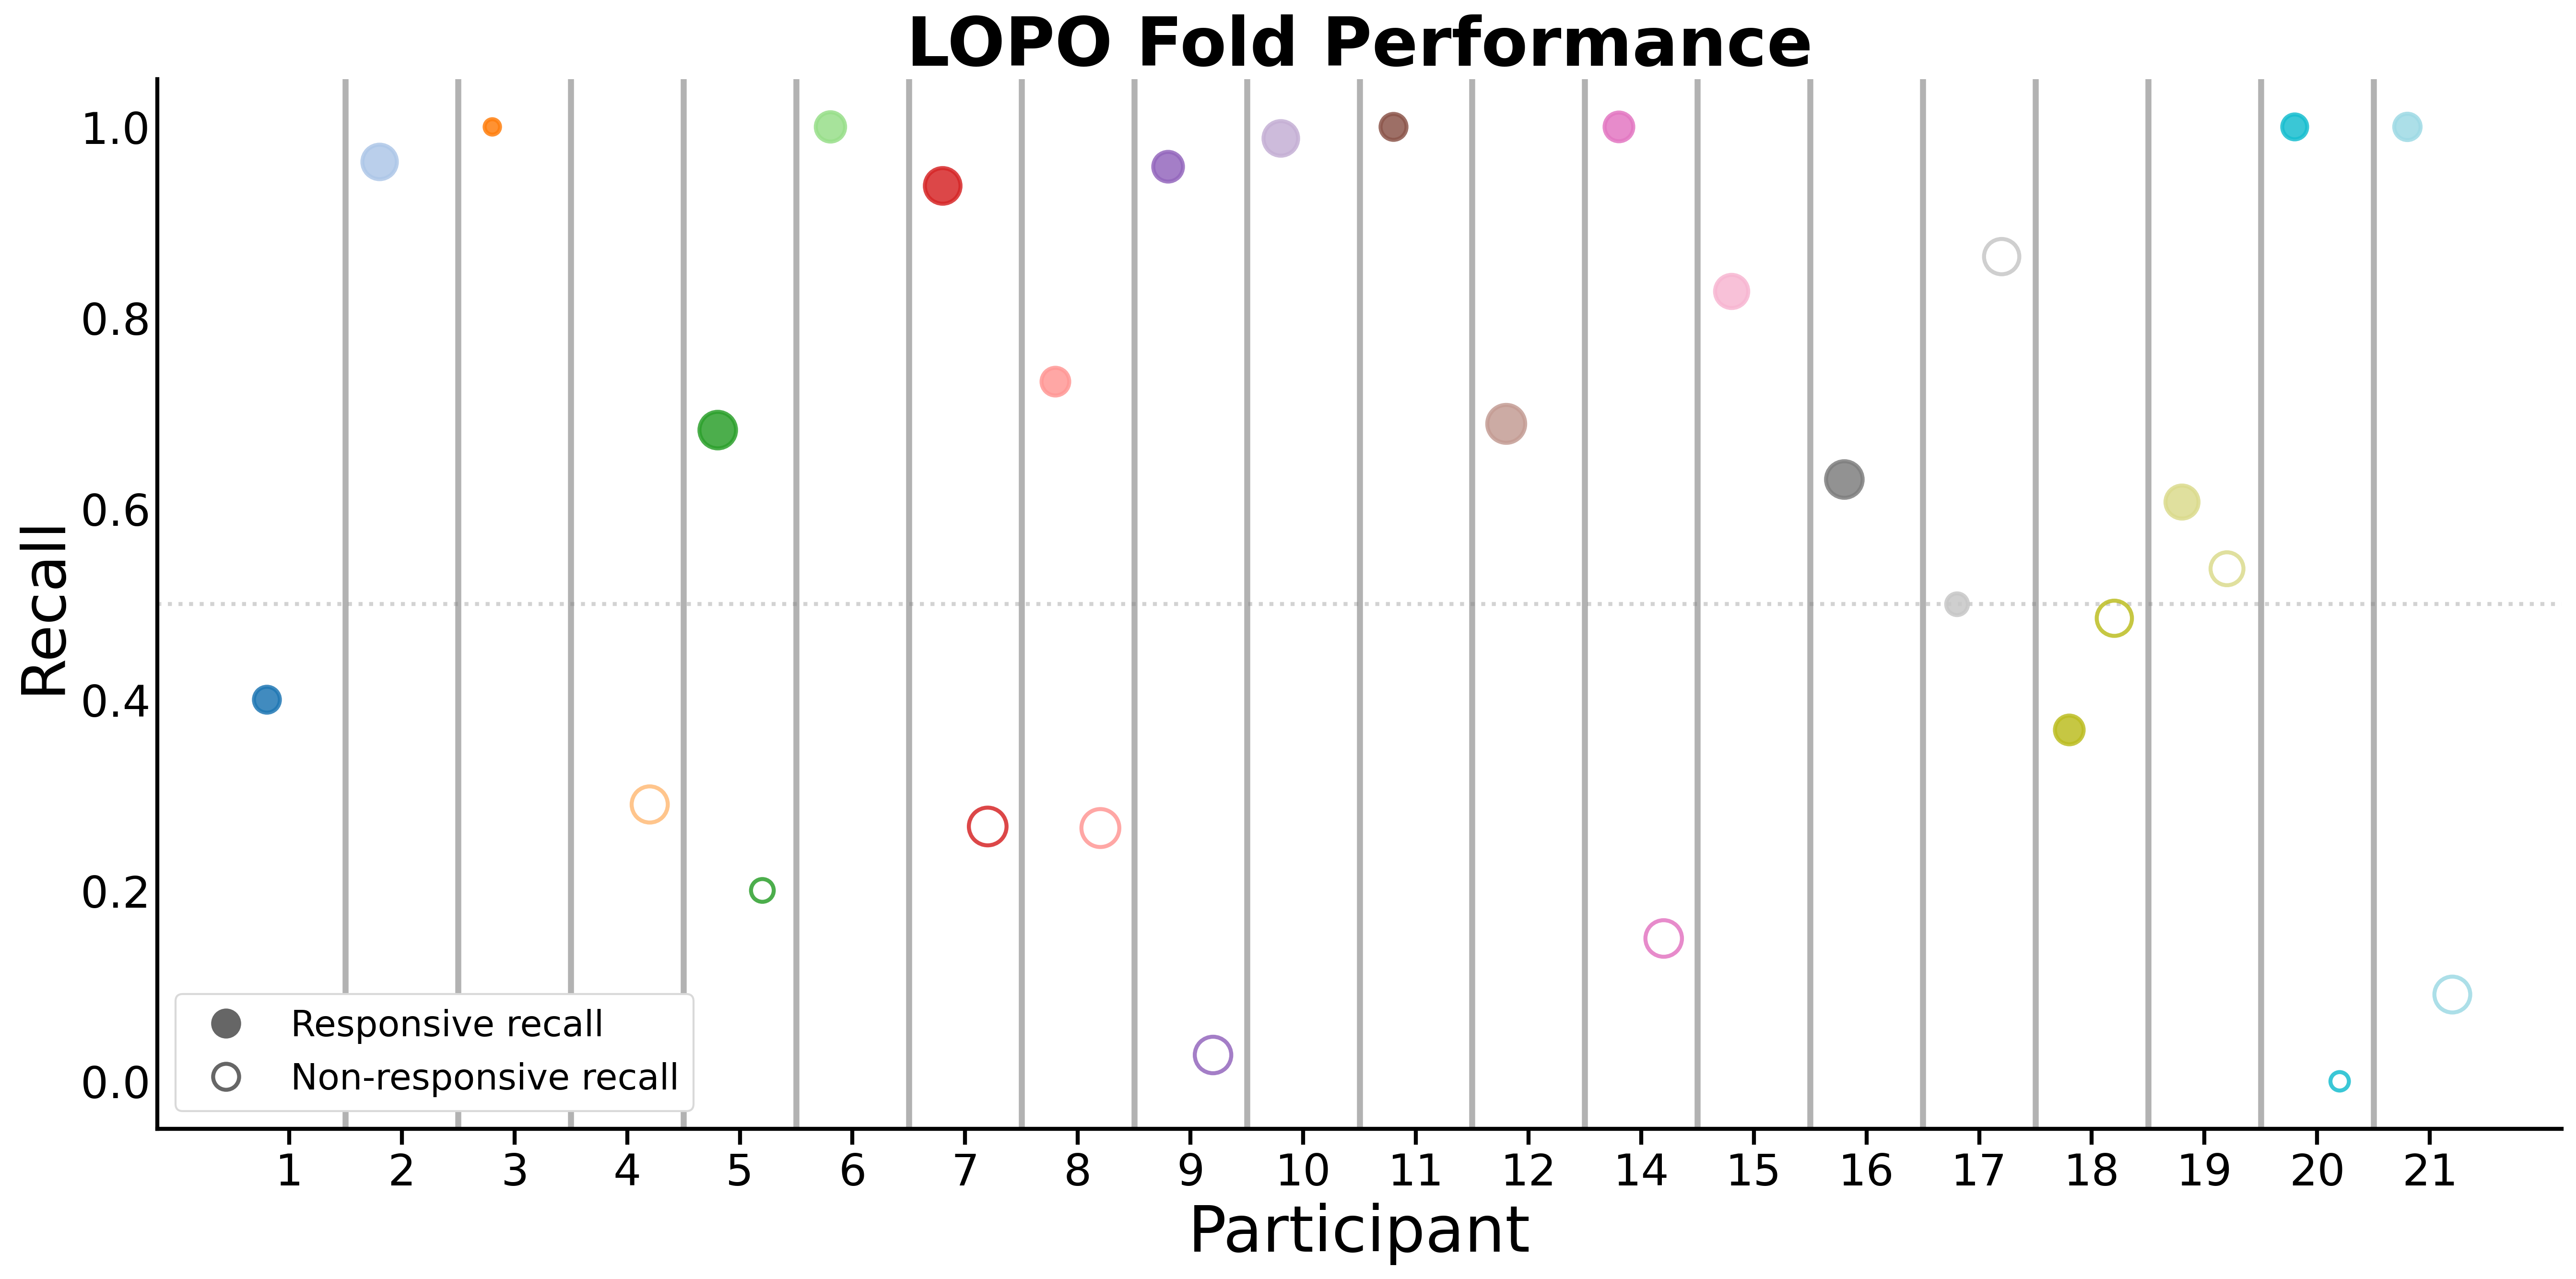 LOPO Fold Performance
Recall
1.0
0.8
0.6
0.4
0.2
0.0
Responsive recall
Non-responsive recall
1 2 3 4 5 6 7 8 9 10 11 12 14 15 16 17 18 19 20 21
Participant